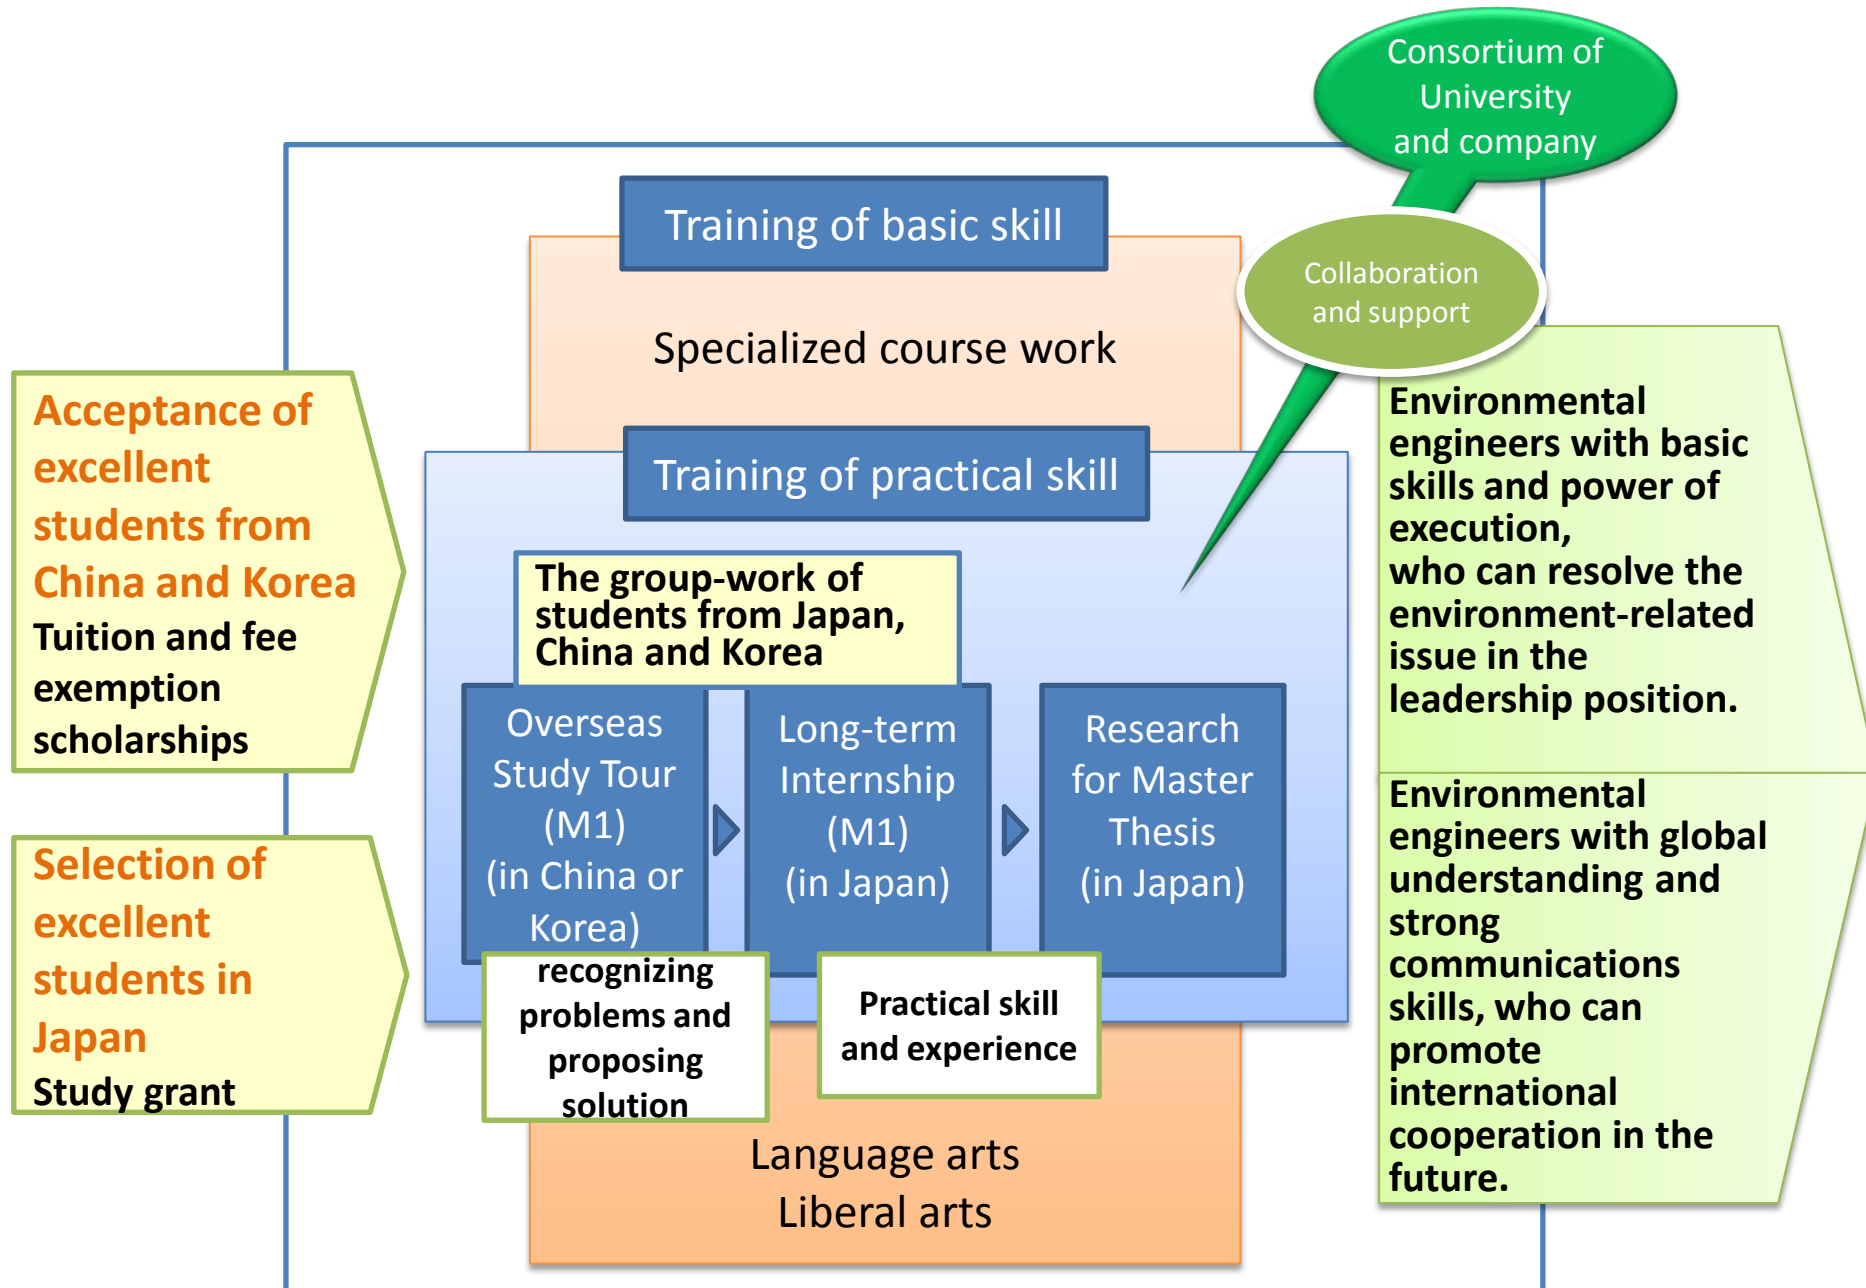 Consortium of
University
and company
Training of basic skill
Collaboration
and support
Specialized course work
Acceptance of
excellent
students from
China and Korea
Tuition and fee
exemption
scholarships
Selection of
excellent
students in
Japan
Study grant
Training of practical skill
The group-work of
students from Japan,
China and Korea
Overseas
Study Tour
(M1)
(in China or
Korea)
Long-term
Internship
(M1)
(in Japan)
Research
for Master
Thesis
(in Japan)
recognizing
problems and
proposing
solution
Practical skill
and experience
Language arts
Liberal arts
Environmental
engineers with basic
skills and power of
execution,
who can resolve the
environment-related
issue in the
leadership position.
Environmental
engineers with global
understanding and
strong
communications
skills, who can
promote
international
cooperation in the
future.